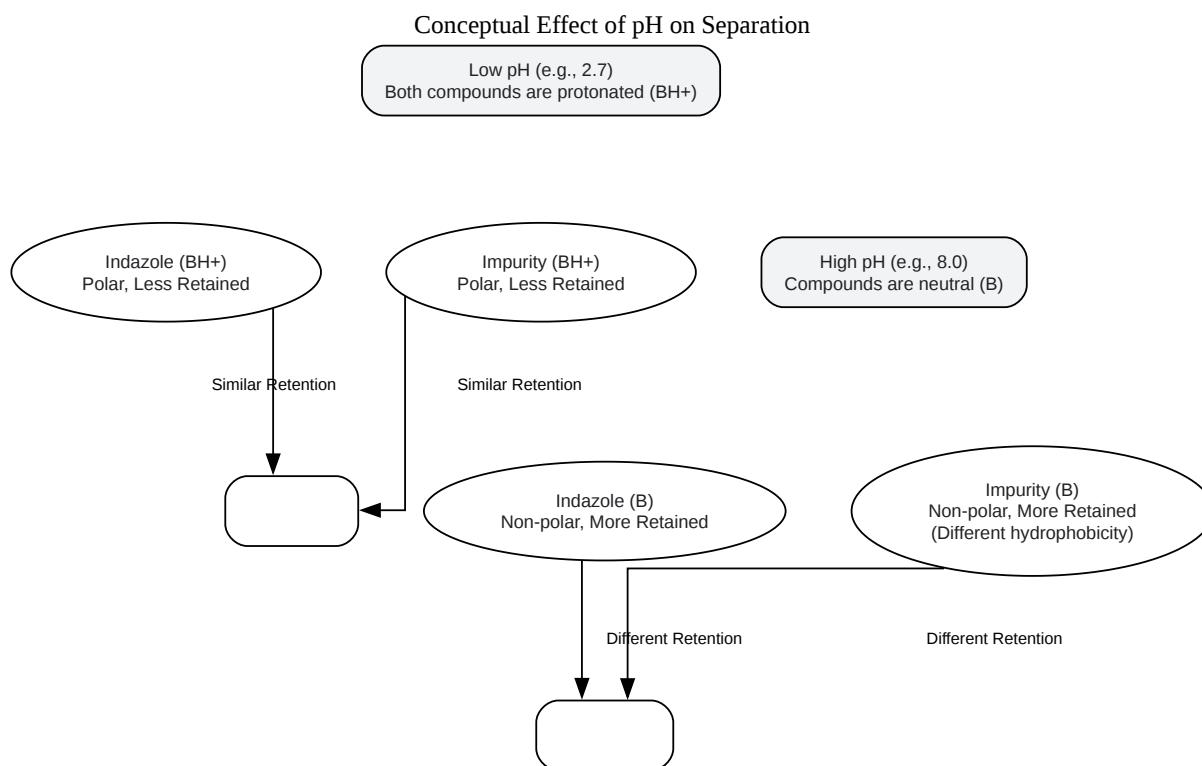 Conceptual Effect of pH on Separation
Low pH (e.g., 2.7)
Both compounds are protonated (BH+)
Indazole (BH+)
Polar, Less Retained
Impurity (BH+)
Polar, Less Retained
High pH (e.g., 8.0)
Compounds are neutral (B)
Similar Retention
Similar Retention
Indazole (B)
Non-polar, More Retained
Impurity (B)
Non-polar, More Retained
(Different hydrophobicity)
Different Retention
Different Retention